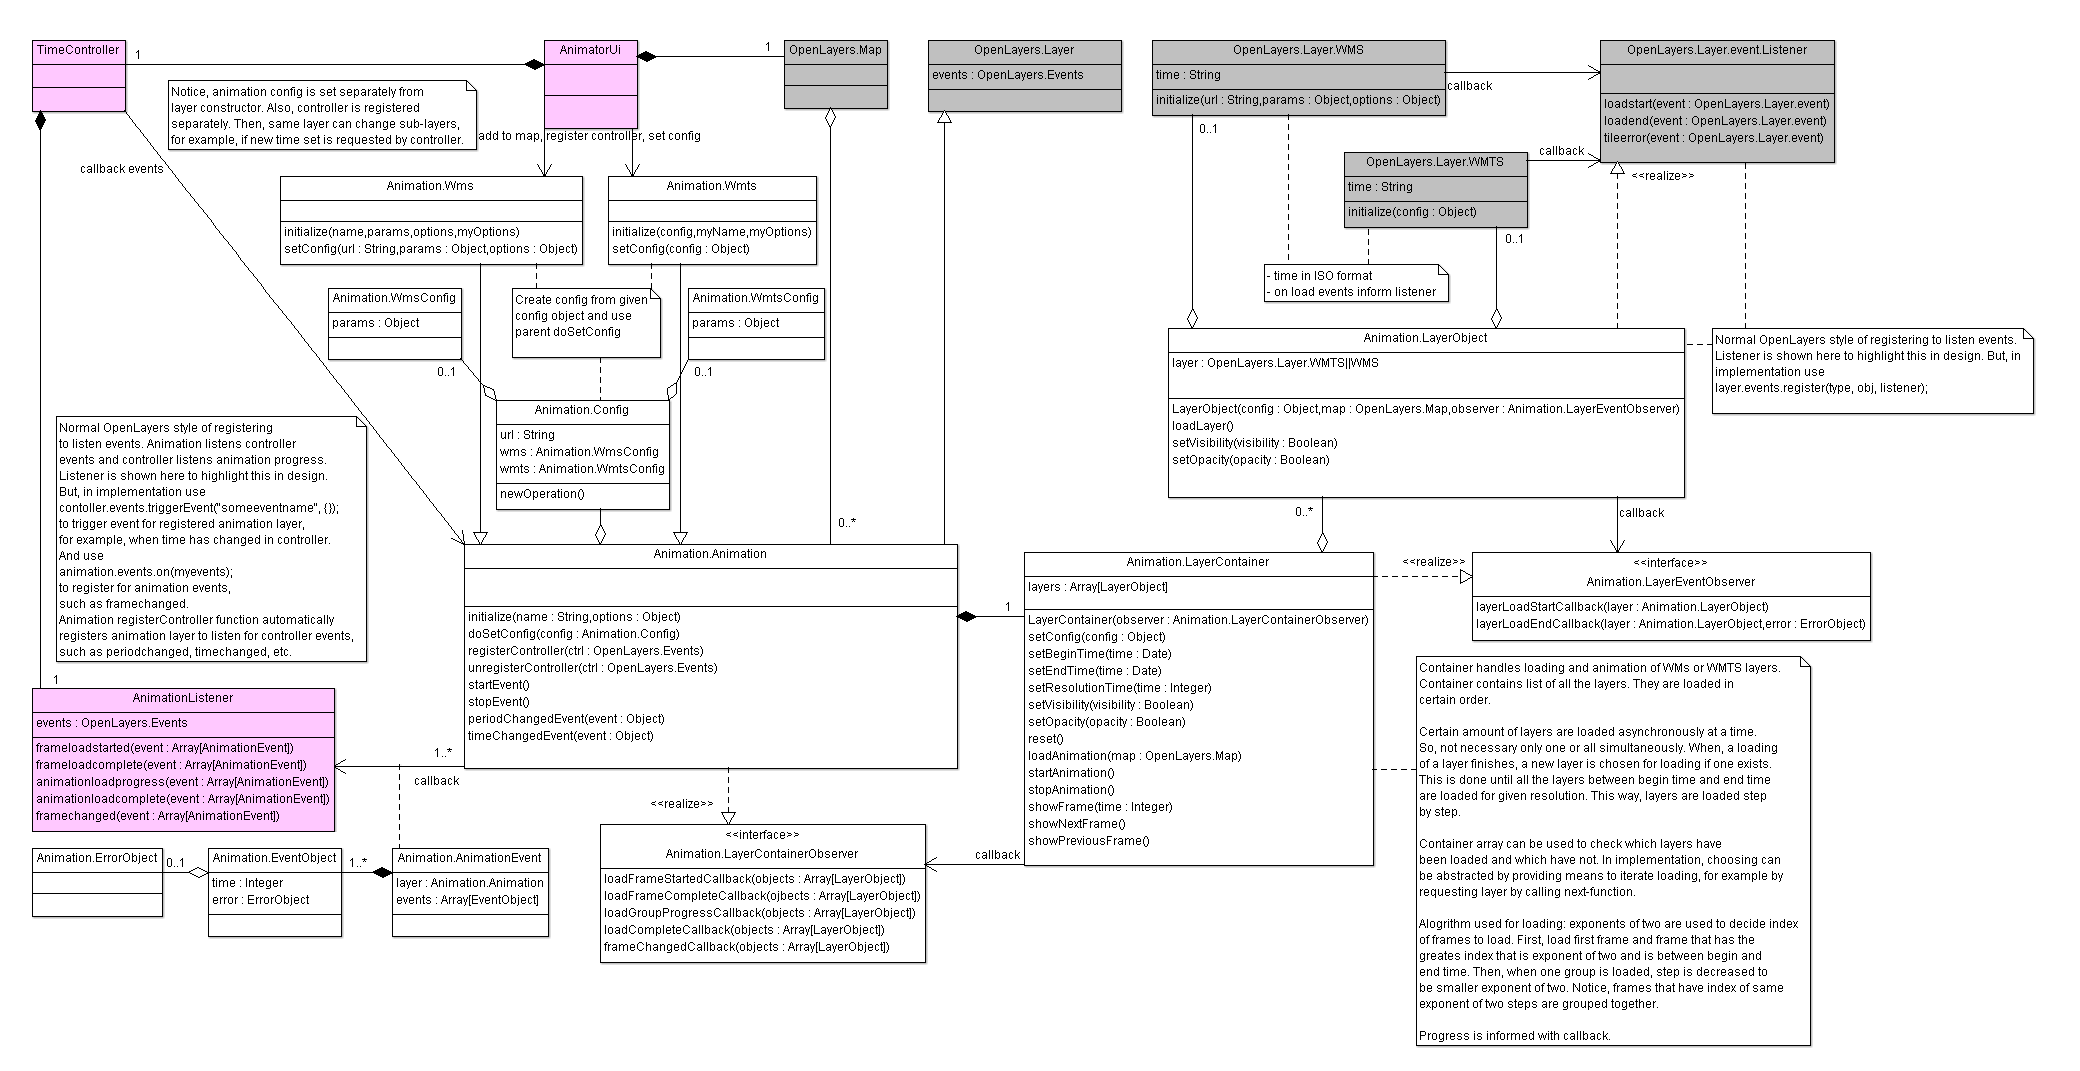 TimeController
1
AnimatorUi
1
OpenLayers.Map
OpenLayers.Layer
events : OpenLayers.Events
OpenLayers.Layer.WMS
time : String
initialize(url : String,params : Object,options : Object)
callback
OpenLayers.Layer.event.Listener
loadstart(event : OpenLayers.Layer.event)
loadend(event : OpenLayers.Layer.event)
tileerror(event : OpenLayers.Layer.event)
Notice, animation config is set separately from
layer constructor. Also, controller is registered
separately. Then, same layer can change sub-layers,
for example, if new time set is requested by controller.
add to map, register controller, set config
callback events
0..1
OpenLayers.Layer.WMTS
time : String
initialize(config : Object)
callback
<<realize>>
0..1
Animation.Wms
initialize(name,params,options,myOptions)
setConfig(url : String,params : Object,options : Object)
Animation.Wmts
initialize(config,myName,myOptions)
setConfig(config : Object)
- time in ISO format
- on load events inform listener
Animation.WmsConfig
params : Object
Create config from given
config object and use
parent doSetConfig
Animation.WmtsConfig
params : Object
0..1
0..1
Animation.LayerObject
layer : OpenLayers.Layer.WMTS||WMS
LayerObject(config : Object,map : OpenLayers.Map,observer : Animation.LayerEventObserver)
loadLayer()
setVisibility(visibility : Boolean)
setOpacity(opacity : Boolean)
Normal OpenLayers style of registering to listen events.
Listener is shown here to highlight this in design. But, in
implementation use
layer.events.register(type, obj, listener);
Animation.Config
url : String
wms : Animation.WmsConfig
wmts : Animation.WmtsConfig
newOperation()
Normal OpenLayers style of registering
to listen events. Animation listens controller
events and controller listens animation progress.
Listener is shown here to highlight this in design.
But, in implementation use
contoller.events.triggerEvent("someeventname", {});
to trigger event for registered animation layer,
for example, when time has changed in controller.
And use
animation.events.on(myevents);
to register for animation events,
such as framechanged.
Animation registerController function automatically
registers animation layer to listen for controller events,
such as periodchanged, timechanged, etc.
0..*
0..*
callback
Animation.Animation
initialize(name : String,options : Object)
doSetConfig(config : Animation.Config)
registerController(ctrl : OpenLayers.Events)
unregisterController(ctrl : OpenLayers.Events)
startEvent()
stopEvent()
periodChangedEvent(event : Object)
timeChangedEvent(event : Object)
1
Animation.LayerContainer
layers : Array[LayerObject]
LayerContainer(observer : Animation.LayerContainerObserver)
setConfig(config : Object)
setBeginTime(time : Date)
setEndTime(time : Date)
setResolutionTime(time : Integer)
setVisibility(visibility : Boolean)
setOpacity(opacity : Boolean)
reset()
loadAnimation(map : OpenLayers.Map)
startAnimation()
stopAnimation()
showFrame(time : Integer)
showNextFrame()
showPreviousFrame()
<<realize>>
<<interface>>
Animation.LayerEventObserver
layerLoadStartCallback(layer : Animation.LayerObject)
layerLoadEndCallback(layer : Animation.LayerObject,error : ErrorObject)
Container handles loading and animation of WMs or WMTS layers.
Container contains list of all the layers. They are loaded in
certain order.
Certain amount of layers are loaded asynchronously at a time.
So, not necessary only one or all simultaneously. When, a loading
of a layer finishes, a new layer is chosen for loading if one exists.
This is done until all the layers between begin time and end time
are loaded for given resolution. This way, layers are loaded step
by step.
Container array can be used to check which layers have
been loaded and which have not. In implementation, choosing can
be abstracted by providing means to iterate loading, for example by
requesting layer by calling next-function.
Alogrithm used for loading: exponents of two are used to decide index
of frames to load. First, load first frame and frame that has the
greates index that is exponent of two and is between begin and
end time. Then, when one group is loaded, step is decreased to
be smaller exponent of two. Notice, frames that have index of same
exponent of two steps are grouped together.
Progress is informed with callback.
1
AnimationListener
events : OpenLayers.Events
frameloadstarted(event : Array[AnimationEvent])
frameloadcomplete(event : Array[AnimationEvent])
animationloadprogress(event : Array[AnimationEvent])
animationloadcomplete(event : Array[AnimationEvent])
framechanged(event : Array[AnimationEvent])
1..*
callback
<<realize>>
<<interface>>
Animation.LayerContainerObserver
loadFrameStartedCallback(objects : Array[LayerObject])
loadFrameCompleteCallback(ojbects : Array[LayerObject])
loadGroupProgressCallback(objects : Array[LayerObject])
loadCompleteCallback(objects : Array[LayerObject])
frameChangedCallback(objects : Array[LayerObject])
callback
Animation.ErrorObject
0..1
Animation.EventObject
time : Integer
error : ErrorObject
1..*
Animation.AnimationEvent
layer : Animation.Animation
events : Array[EventObject]